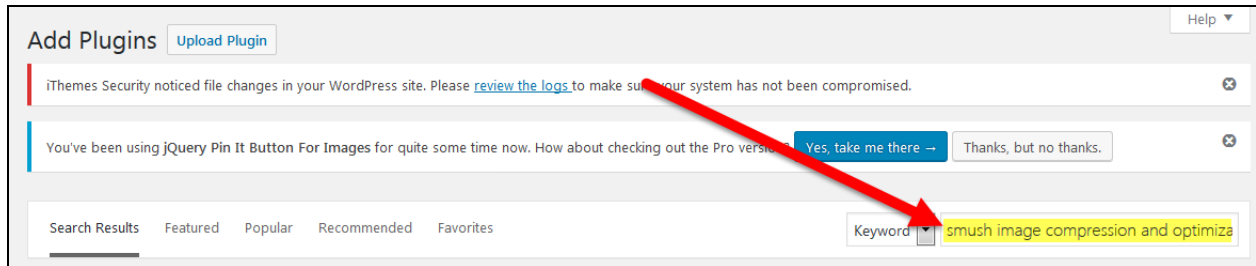 Help ▼
Add Plugins Upload Plugin
iThemes Security noticed file changes in your WordPress site. Please review the logs to make sure your system has not been compromised.
You've been using jQuery Pin It Button For Images for quite some time now. How about checking out the Pro version? Yes, take me there → Thanks, but no thanks.
Search Results Featured Popular Recommended Favorites Keyword smush image compression and optimiza